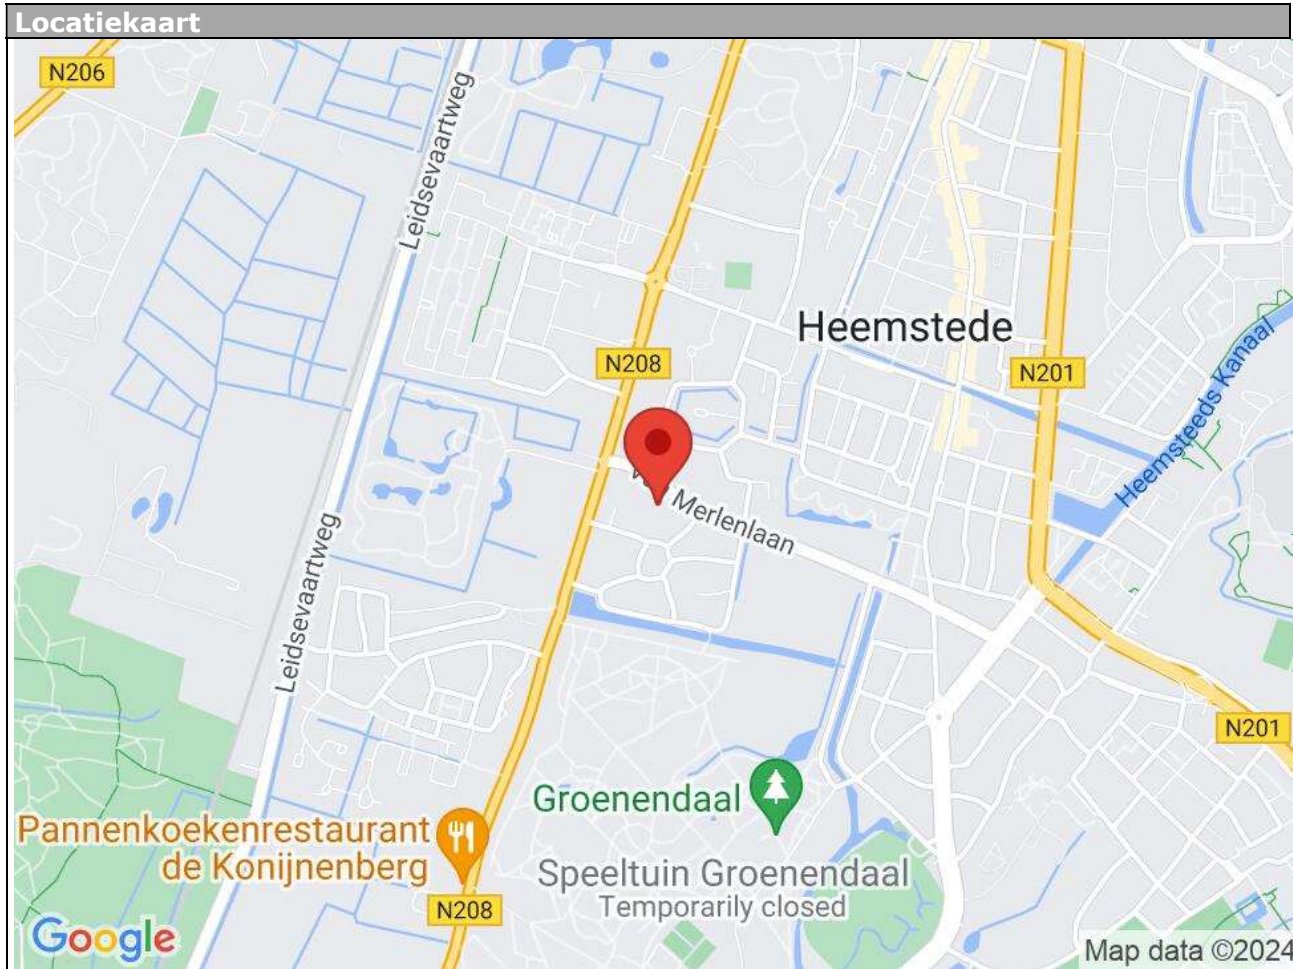 Locatiekaart
N206
Leidsevaartweg
Heemstede
N208
N201
Heemsteeds Kanaal
Merlenlaan
Leidsevaartweg
N201
Groenendaal
Pannenkoekenrestaurant
de Konijnenberg
Speeltuin Groenendaal
Temporarily closed
N208
Google
Map data ©2024